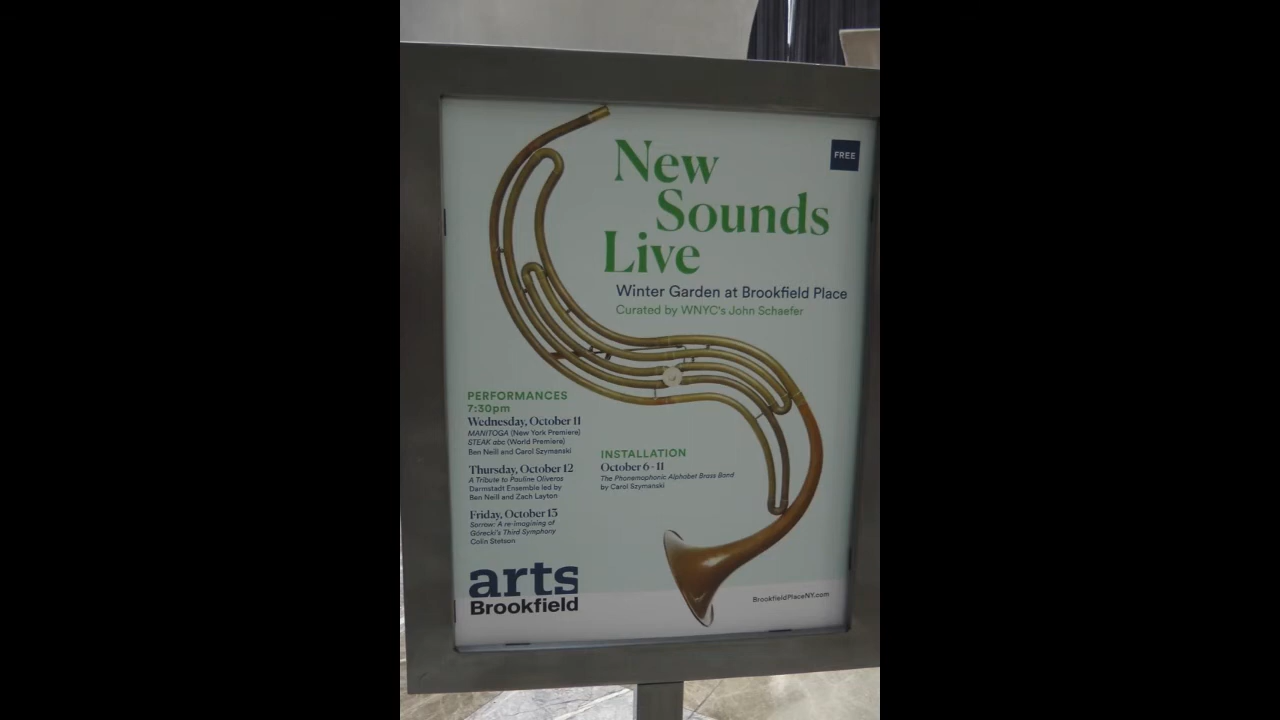 New
Sounds
Live
FREE
Winter Garden at Brookfield Place
Curated by WNYC's John Schaefer
PERFORMANCES
7:30pm
Wednesday, October 11
MANITOGA (New York Premiere)
STEAK abc (World Premiere)
Ben Neill and Carol Szymanski
Thursday, October 12
A Tribute to Pauline Oliveros
Darmstadt Ensemble led by
Ben Neill and Zach Layton
Friday, October 13
Sorrow: A re-imagining of
Górecki's Third Symphony
Colin Stetson
INSTALLATION
October 6 - 11
The Phonemophonic Alphabet Brass Band
by Carol Szymanski
arts
Brookfield
BrookfieldPlaceNY.com